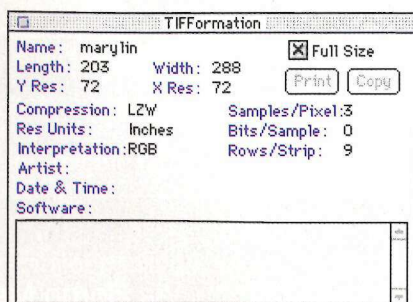 TIFFormation
Name: marylin
Full Size
Length: 203 Width: 288
Y Res: 72 X Res: 72
Print Copy
Compression: LZW Samples/Pixel:3
Res Units: Inches Bits/Sample: 0
Interpretation:RGB Rows/Strip: 9
Artist:
Date & Time:
Software: